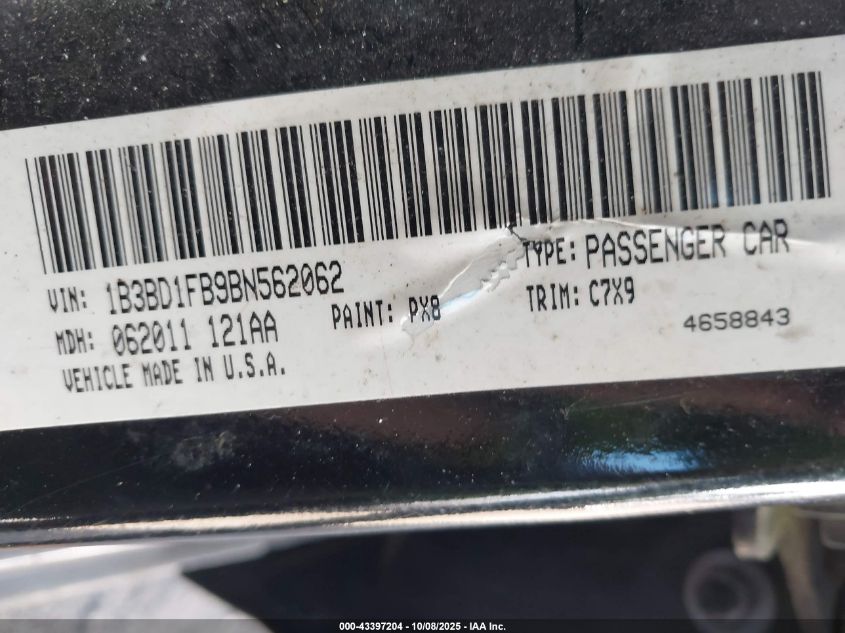 TYPE: PASSENGER CAR
VIN: 1B3BD1FB9BN562062
PAINT: PX8
TRIM: C7X9
MDH: 062011 121AA
4658843
VEHICLE MADE IN U.S.A.
000-43397204 - 10/08/2025 - IAA Inc.